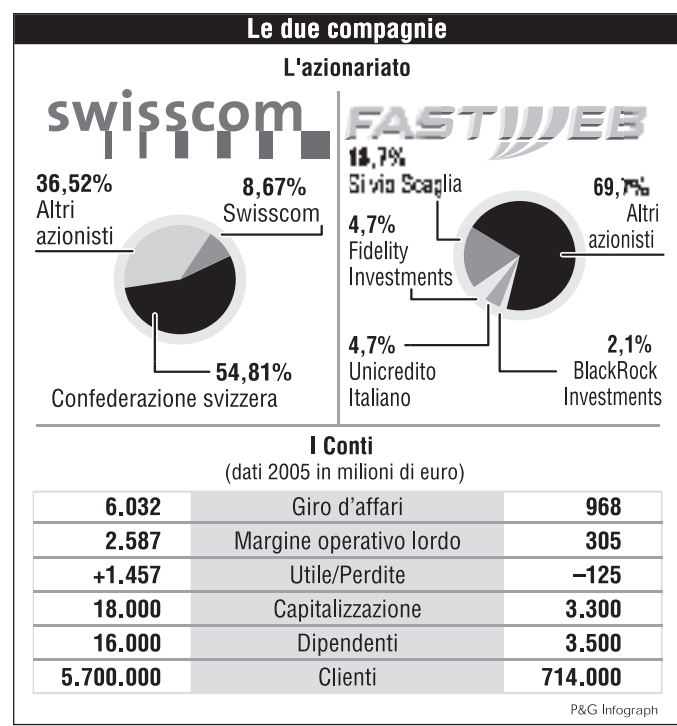 Le due compagnie
L'azionariato
swisscom
36,52%
Altri
azionisti
8,67%
Swisscom
54,81%
Confederazione svizzera
FASTWEB
Silvio Scaglia
69,7%
Altri
azionisti
4,7%
Fidelity
Investments
4,7%
Unicredito
Italiano
2,1%
BlackRock
Investments
I Conti
(dati 2005 in milioni di euro)
6.032 Giro d'affari 968
2.587 Margine operativo lordo 305
+1.457 Utile/Perdite –125
18.000 Capitalizzazione 3.300
16.000 Dipendenti 3.500
5.700.000 Clienti 714.000
P&G Infograph